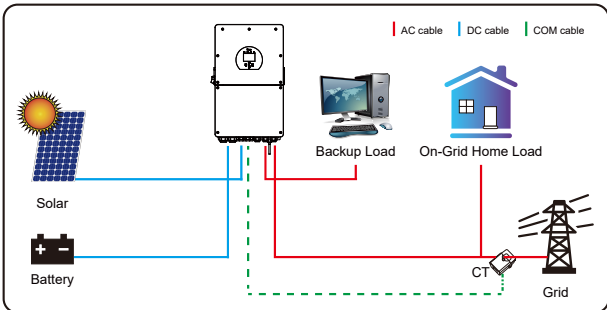 AC cable
DC cable
COM cable
Backup Load
On-Grid Home Load
Solar
Battery
CT
Grid